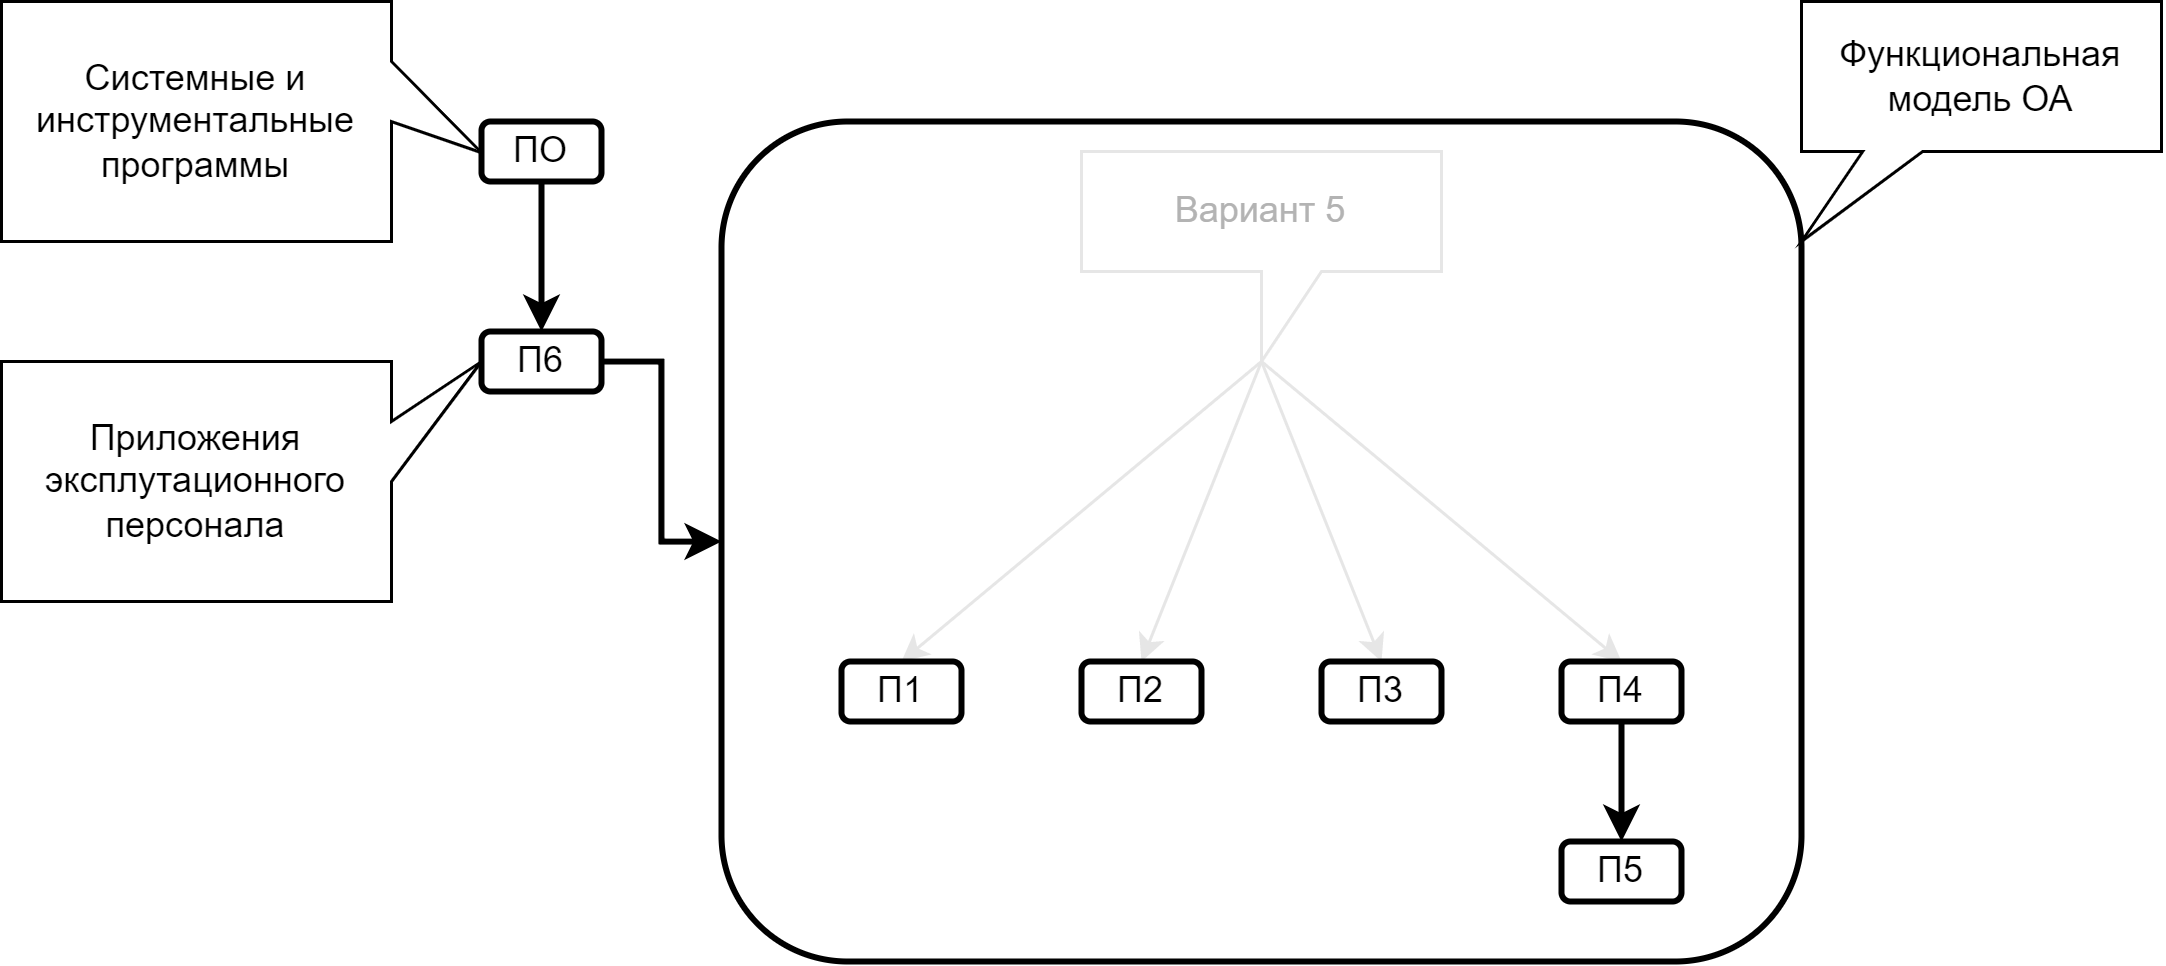 Системные и
инструментальные
программы
ПО
Функциональная
модель ОА
Вариант 5
Приложения
эксплутационного
персонала
П6
П1
П2
П3
П4
П5